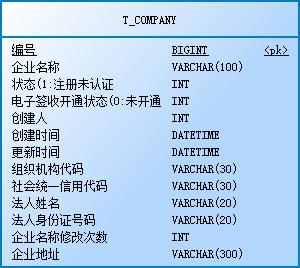 T_COMPANY
编号 BIGINT <pk>
企业名称 VARCHAR(100)
状态(1:注册未认证 INT
电子签收开通状态(0:未开通 INT
创建人 INT
创建时间 DATETIME
更新时间 DATETIME
组织机构代码 VARCHAR(30)
社会统一信用代码 VARCHAR(30)
法人姓名 VARCHAR(20)
法人身份证号码 VARCHAR(20)
企业名称修改次数 INT
企业地址 VARCHAR(300)